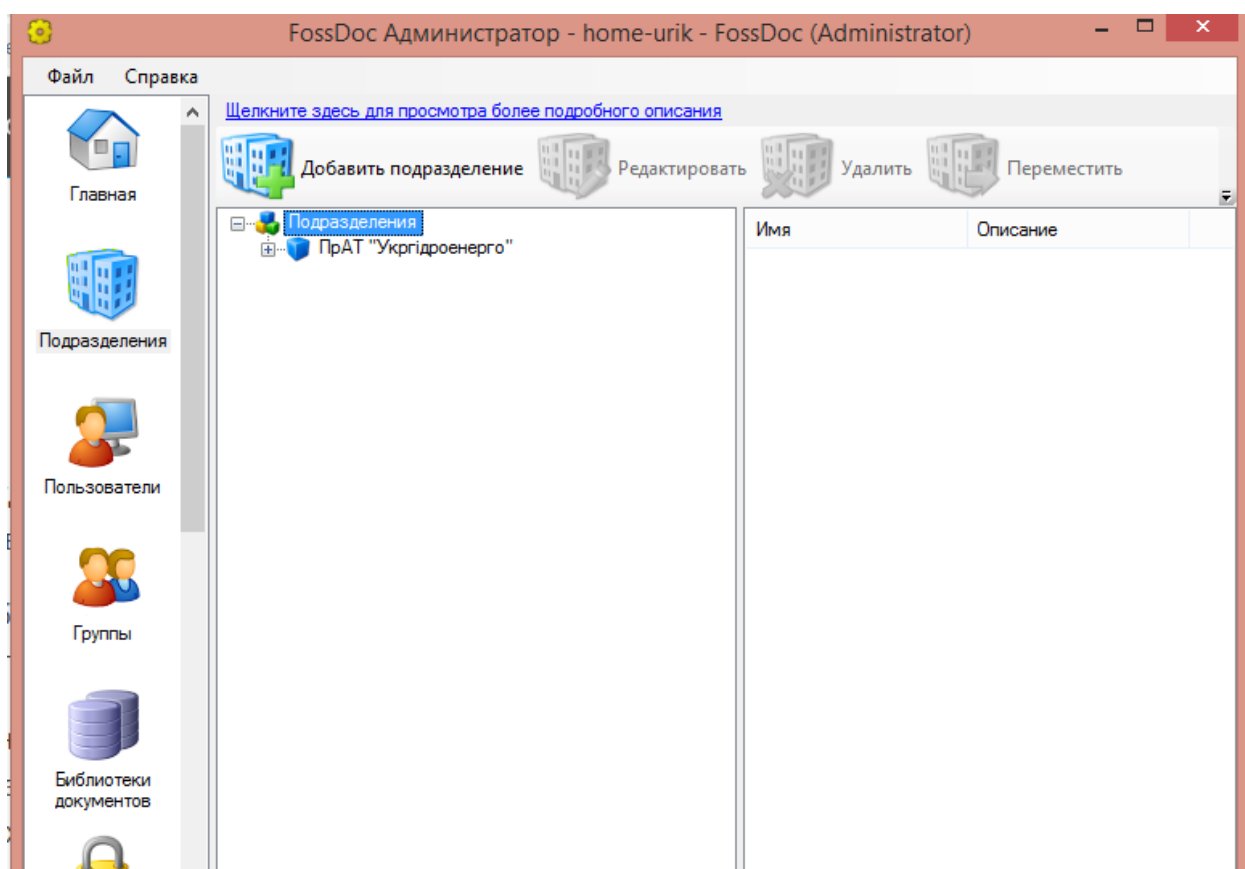 FossDoc Администратор - home-urik - FossDoc (Administrator)
Файл Справка
Щелкните здесь для просмотра более подробного описания
Добавить подразделение Редактировать Удалить Переместить
Главная
Подразделения
Пользователи
Группы
Библиотеки
документов
Подразделения
ПрАТ "Укргідроенерго"
Имя Описание